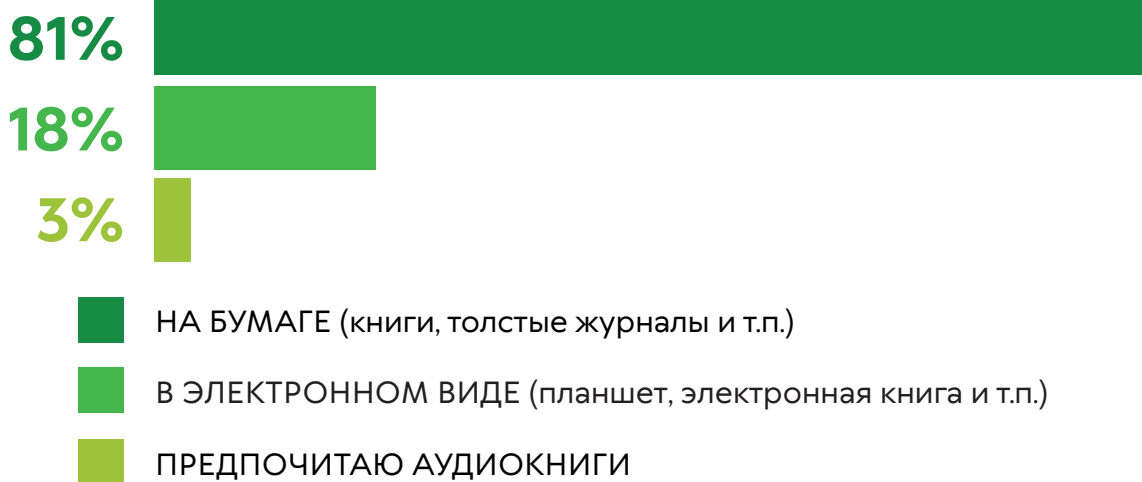 81%
18%
3%
НА БУМАГЕ (книги, толстые журналы и т.п.)
В ЭЛЕКТРОННОМ ВИДЕ (планшет, электронная книга и т.п.)
ПРЕДПОЧИТАЮ АУДИОКНИГИ